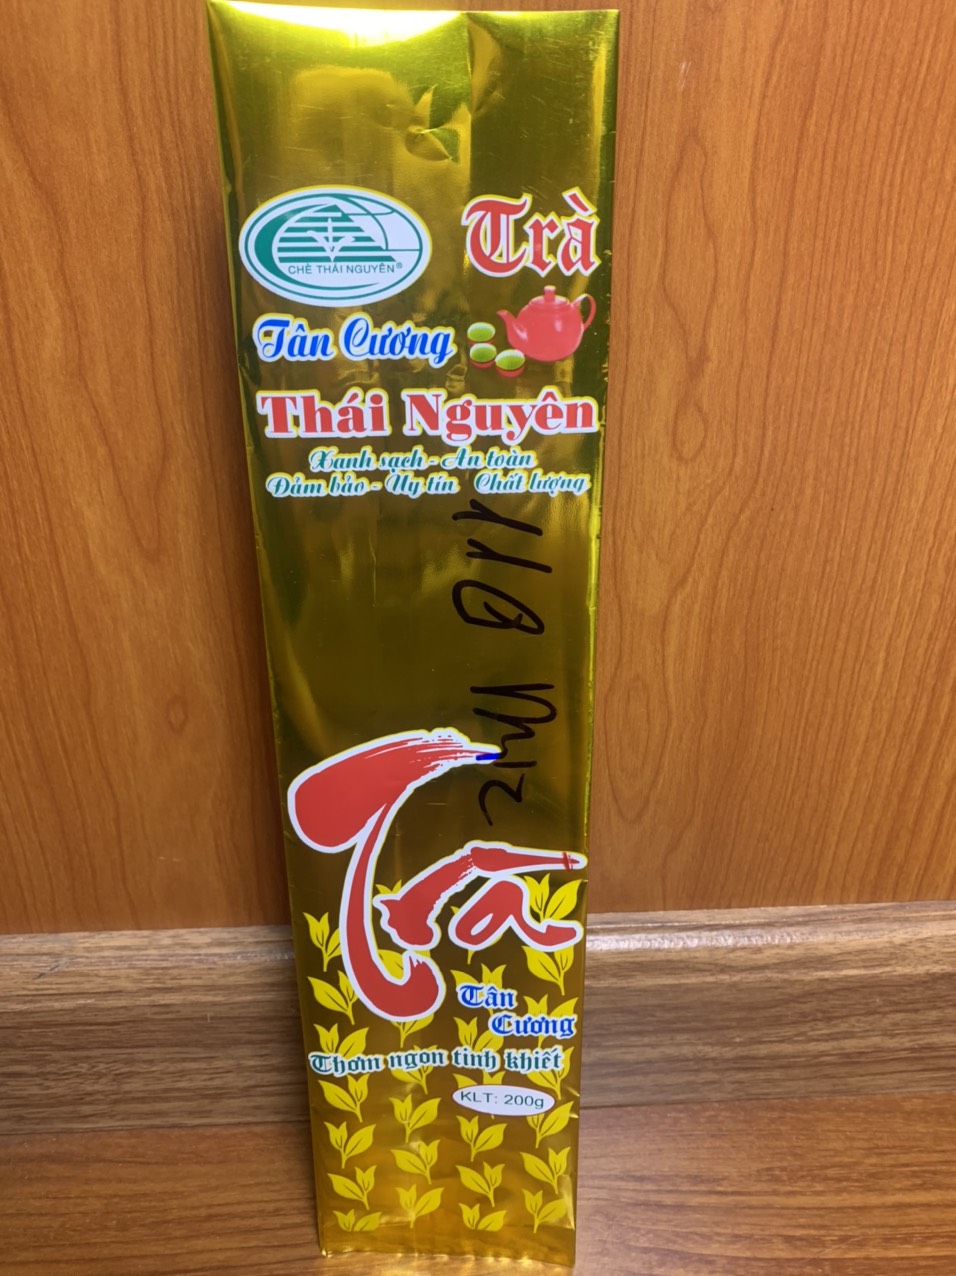 CHÈ THÁI NGUYÊN®
Trà
Tân Cương
Thái Nguyên
Xanh sạch - An toàn
Đảm bảo - Uy tín Chất lượng
Trà
Tân
Cương
Thơm ngon tinh khiết
KLT: 200g